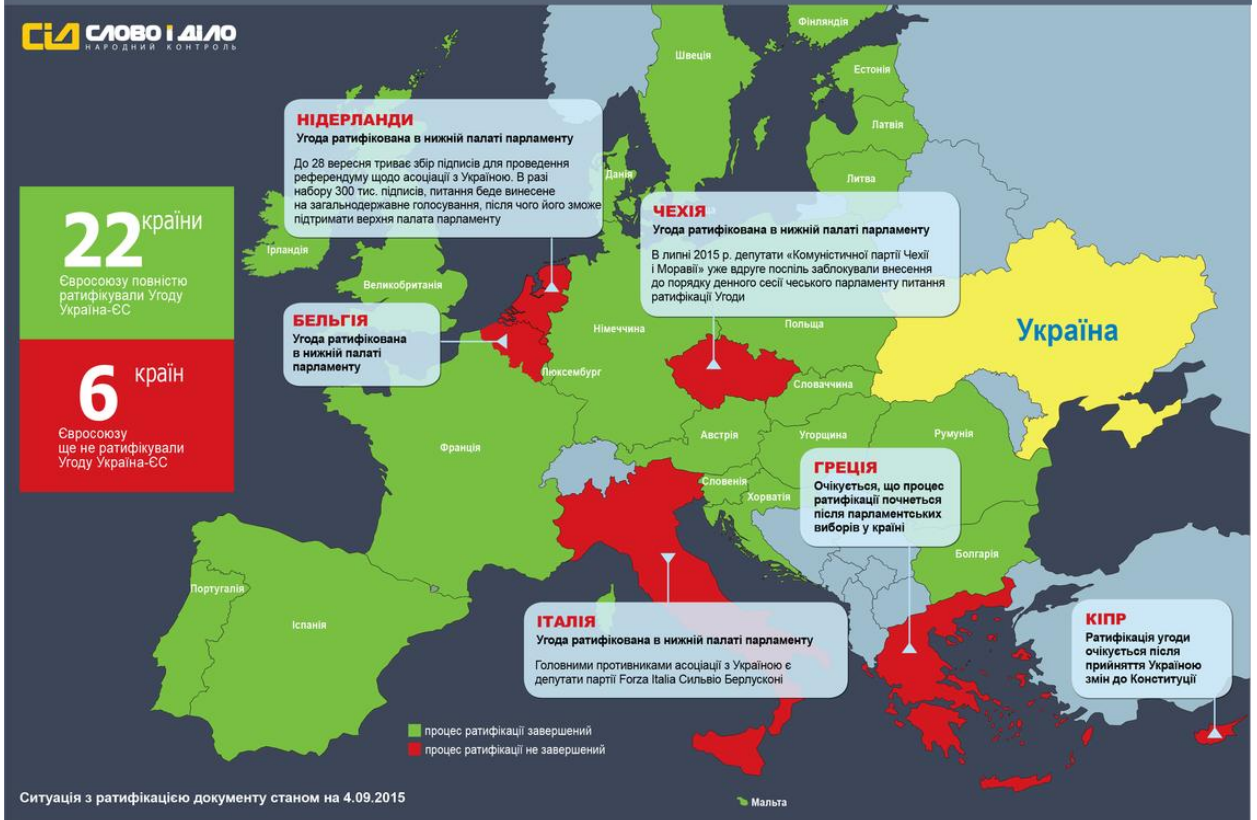 СІД СЛОВО І ДІЛО
НАРОДНИЙ КОНТРОЛЬ
Фінляндія
Швеція
Естонія
Латвія
Литва
Данія
НІДЕРЛАНДИ
Угода ратифікована в нижній палаті парламенту
До 28 вересня триває збір підписів для проведення
референдуму щодо асоціації з Україною. В разі
набору 300 тис. підписів, питання беде винесене
на загальнодержавне голосування, після чого його зможе
підтримати верхня палата парламенту
22 країни
Євросоюзу повністю
ратифікували Угоду
Україна-ЄС
6 країн
Євросоюзу
ще не ратифікували
Угоду Україна-ЄС
ЧЕХІЯ
Угода ратифікована в нижній палаті парламенту
В липні 2015 р. депутати «Комуністичної партії Чехії
і Моравії» уже вдруге поспіль заблокували внесення
до порядку денного сесії чеського парламенту питання
ратифікації Угоди
Ірландія
Великобританія
БЕЛЬГІЯ
Угода ратифікована
в нижній палаті
парламенту
Німеччина
Польща
Україна
Люксембург
Словаччина
Франція
Австрія
Угорщина
Румунія
Словенія
Хорватія
ГРЕЦІЯ
Очікується, що процес
ратифікації почнеться
після парламентських
виборів у країні
Болгарія
Португалія
Іспанія
ІТАЛІЯ
Угода ратифікована в нижній палаті парламенту
Головними противниками асоціації з Україною є
депутати партії Forza Italia Сильвіо Берлусконі
КІПР
Ратифікація угоди
очікується після
прийняття Україною
змін до Конституції
процес ратифікації завершений
процес ратифікації не завершений
Ситуація з ратифікацією документу станом на 4.09.2015
Мальта